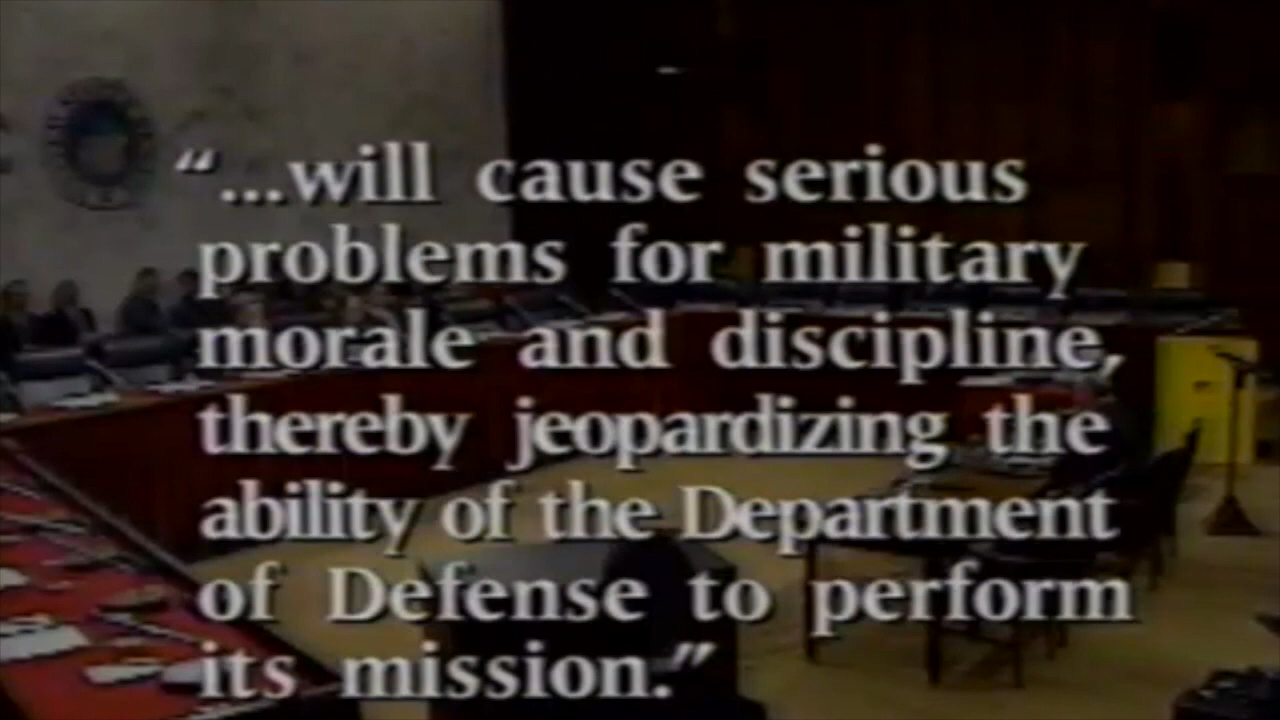 “...will cause serious
problems for military
morale and discipline,
thereby jeopardizing the
ability of the Department
of Defense to perform
its mission.”